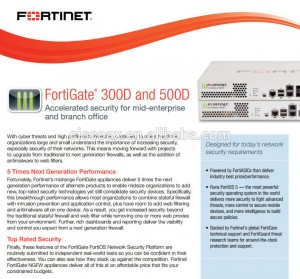 FORTINET
FortiGate® 300D and 500D
Accelerated security for mid-enterprise
and branch office
With cyber threats and high
organizations large and small understand the importance of increasing security,
especially security of their networks. This means moving forward with projects
to upgrade from traditional to next generation firewalls, as well as the addition of
antimalware to web filters.
5 Times Next Generation Performance
Fortunately, Fortinet's midrange FortiGate appliances deliver 5 times the next
generation performance of alternate products to enable midsize organizations to add
new, top-rated security technologies yet still consolidate security devices. Specifically,
this breakthrough performance allows most organizations to combine stateful firewall
with intrusion prevention and application control, plus have room to add web filtering
and antimalware all on one device. As a result, you get increased security beyond
the traditional stateful firewall and web filter while removing one or more web proxies
from your environment. Further, rich dashboards and reporting deliver the visibility
and control you expect from a next generation firewall.
Top Rated Security
Finally, these features of the FortiGate FortiOS Network Security Platform are
routinely submitted to independent real-world tests so you can be confident in their
effectiveness. You can also see how they stack up against the competition. Fortinet
FortiGate NGFW appliances deliver all of this at an affordable price that fits your
constrained budgets.
Designed for today's network
security requirements
Powered by FortiASICs than deliver
industry best price/performance.
Runs FortiOS 5 — the most powerful
security operating system in the world
delivers more security to fight advanced
threats, make content to secure mobile
devices, and more intelligence to build
secure policies.
Backed by Fortinet's global FortiCare
technical support and FortiGuard threat
research teams for around-the-clock
protection and support.